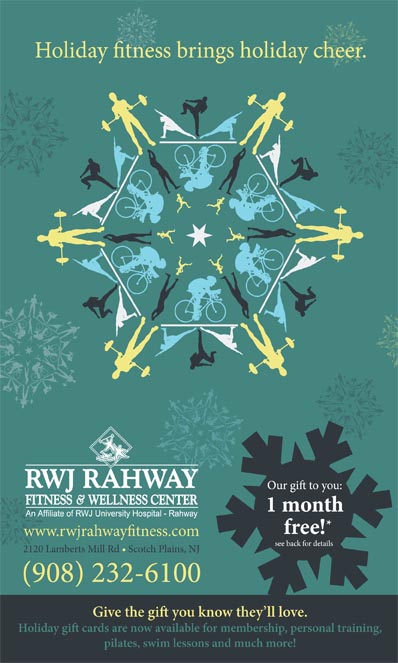 Holiday fitness brings holiday cheer.
RWJ RAHWAY
FITNESS & WELLNESS CENTER
An Affiliate of RWJ University Hospital - Rahway
www.rwjrahwayfitness.com
2120 Lamberts Mill Rd • Scotch Plains, NJ
(908) 232-6100
Our gift to you:
1 month
free!*
see back for details
Give the gift you know they'll love.
Holiday gift cards are now available for membership, personal training,
pilates, swim lessons and much more!